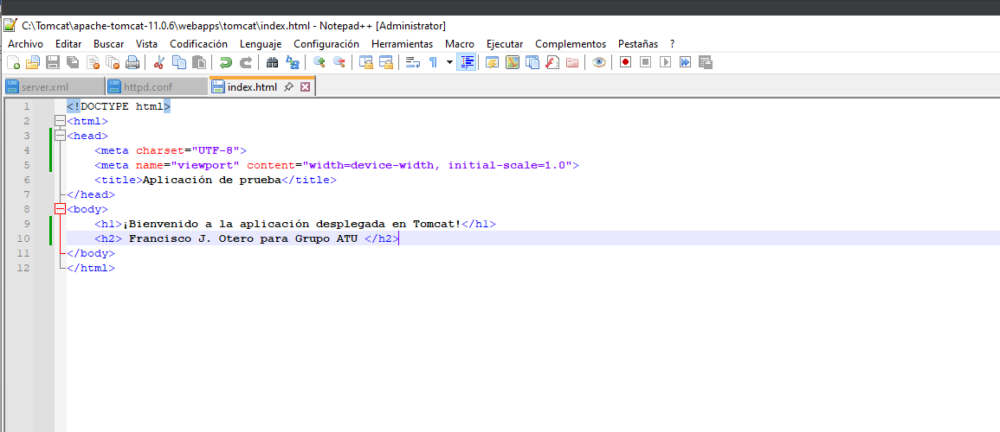 C:\Tomcat\apache-tomcat-11.0.6\webapps\tomcat\index.html - Notepad++ [Administrator]
Archivo Editar Buscar Vista Codificación Lenguaje Configuración Herramientas Macro Ejecutar Complementos Pestañas ?
server.xml httpd.conf index.html
1 <!DOCTYPE html>
2 <html>
3 <head>
4 <meta charset="UTF-8">
5 <meta name="viewport" content="width=device-width, initial-scale=1.0">
6 <title>Aplicación de prueba</title>
7 </head>
8 <body>
9 <h1>¡Bienvenido a la aplicación desplegada en Tomcat!</h1>
10 <h2> Francisco J. Otero para Grupo ATU </h2>
11 </body>
12 </html>